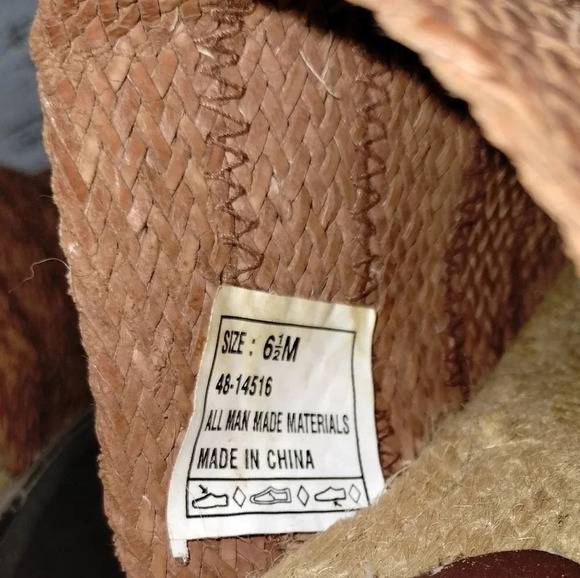 SIZE : 6½M
48-14516
ALL MAN MADE MATERIALS
MADE IN CHINA